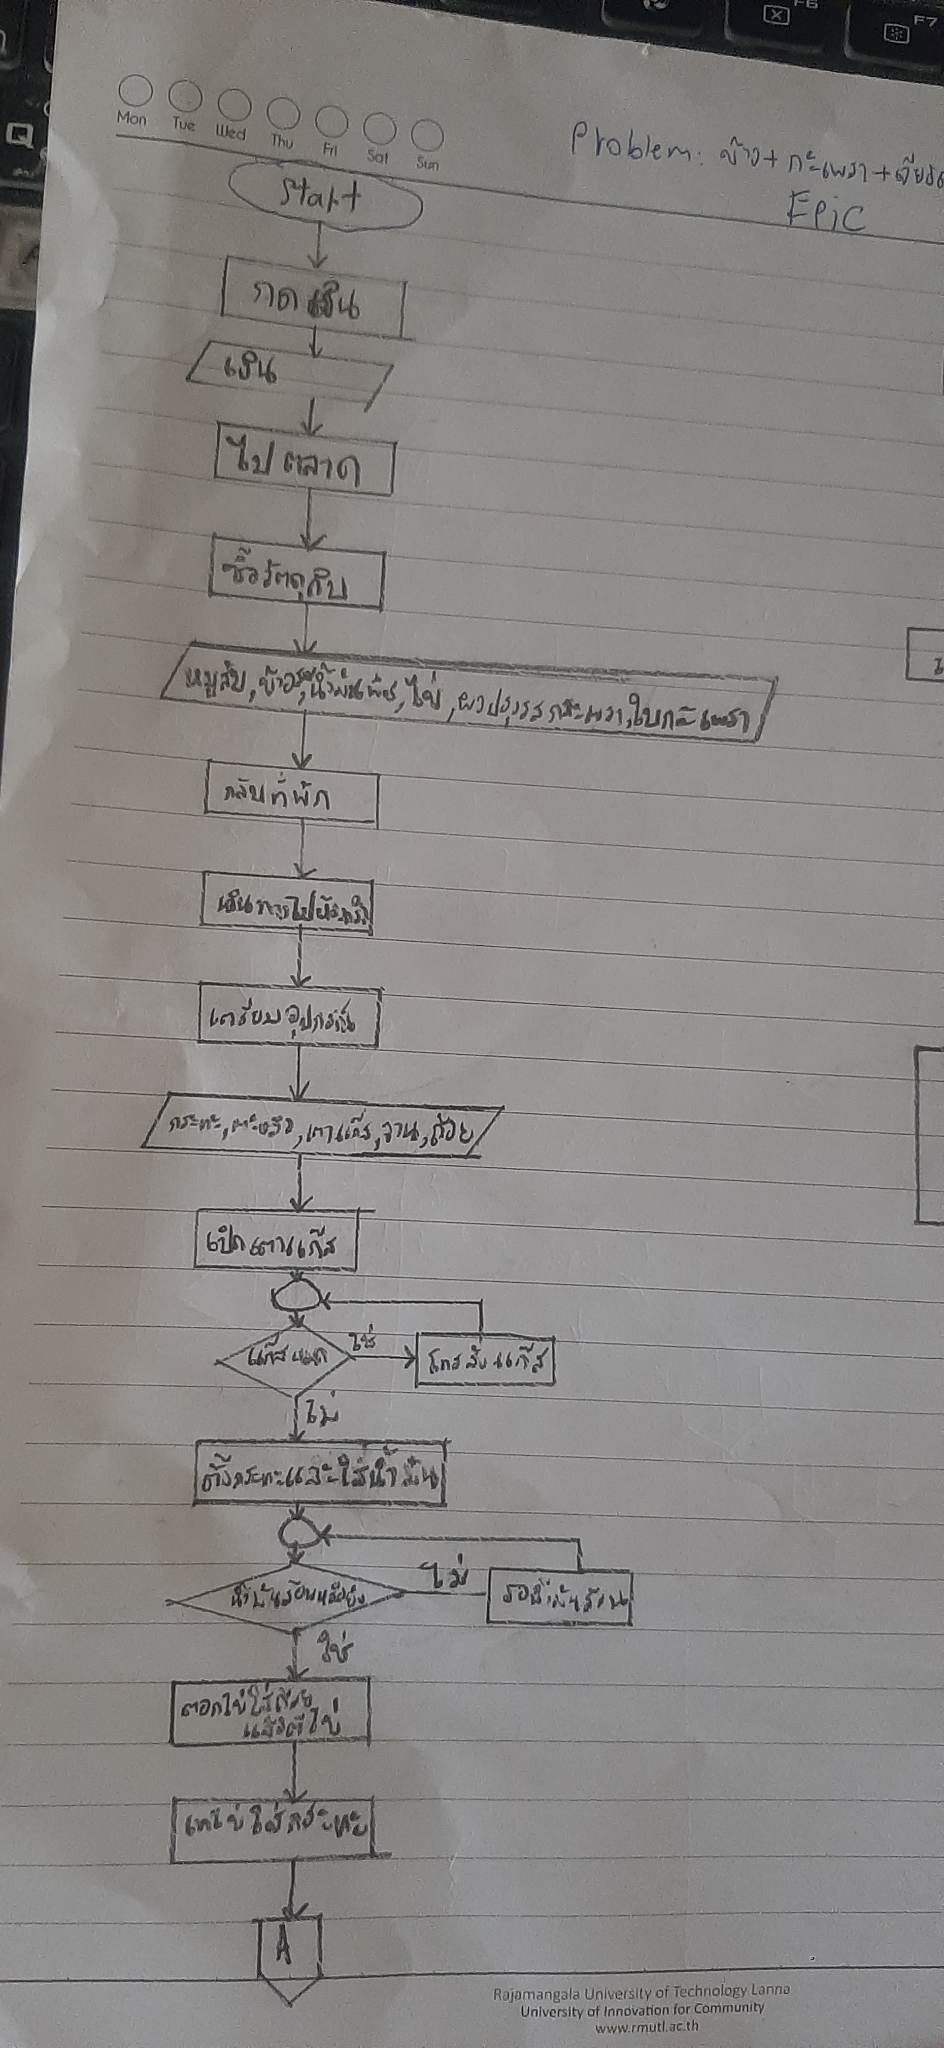 Mon Tue Wed Thu Fri Sat Sun
Problem: ข้าว+กะเพรา+เจียว
Epic
Start
กดเงิน
เงิน
ไปตลาด
ซื้อวัตถุดิบ
หมูสับ, ข้าวสวย, น้ำมันพืช, ไข่, ผงปรุงรสกะเพรา, ใบกะเพรา
กลับที่พัก
เดินทางไปห้องครัว
เตรียมอุปกรณ์
กระทะ, ตะหลิว, เตาแก๊ส, จาน, ถ้วย
เปิดเตาแก๊ส
แก๊สหมด
ใช่
โทรสั่งแก๊ส
ไม่
ตั้งกระทะและใส่น้ำมัน
น้ำมันร้อนหรือยัง
ไม่
รอน้ำมันร้อน
ใช่
ตอกไข่ใส่ถ้วย
แล้วตีไข่
เทไข่ใส่กระทะ
A
Rajamangala University of Technology Lanna
University of Innovation for Community
www.rmutl.ac.th